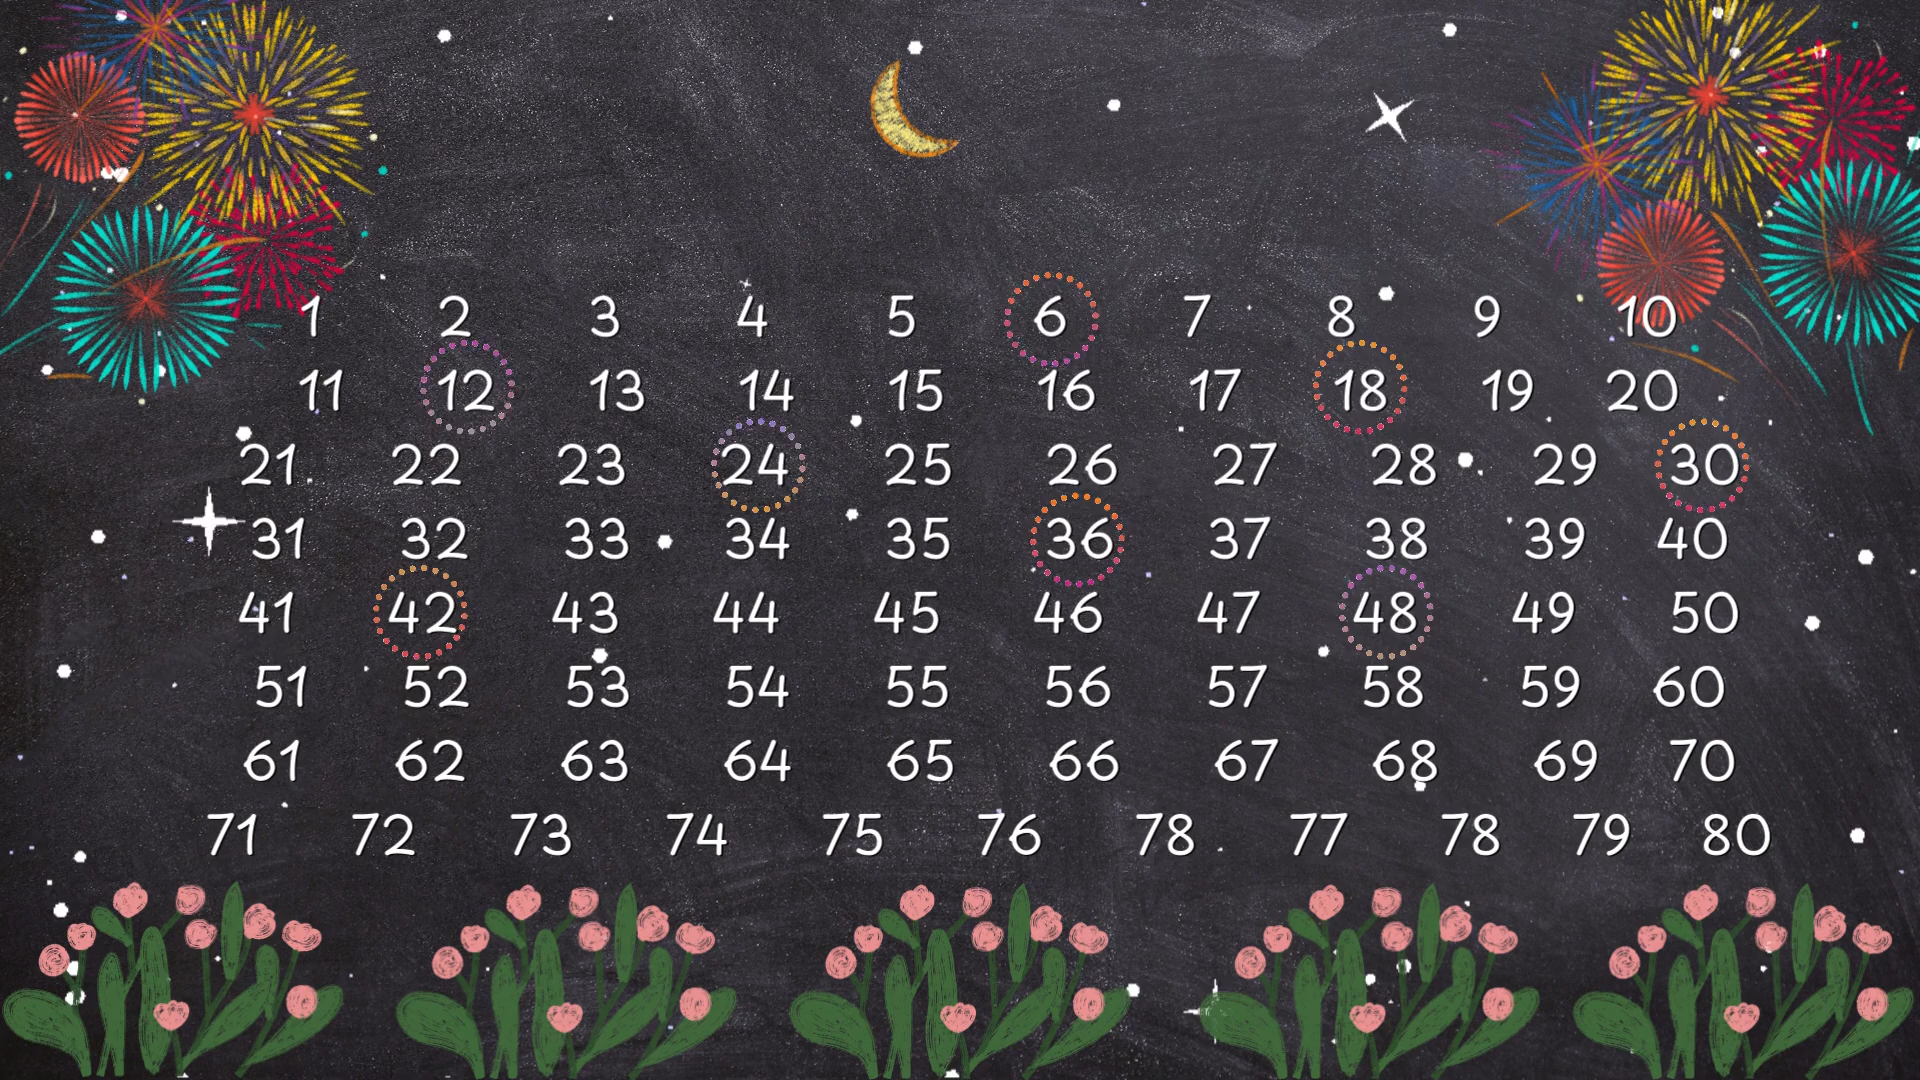 1 2 3 4 5 6 7 8 9 10
11 12 13 14 15 16 17 18 19 20
21 22 23 24 25 26 27 28 29 30
31 32 33 34 35 36 37 38 39 40
41 42 43 44 45 46 47 48 49 50
51 52 53 54 55 56 57 58 59 60
61 62 63 64 65 66 67 68 69 70
71 72 73 74 75 76 78 77 78 79 80